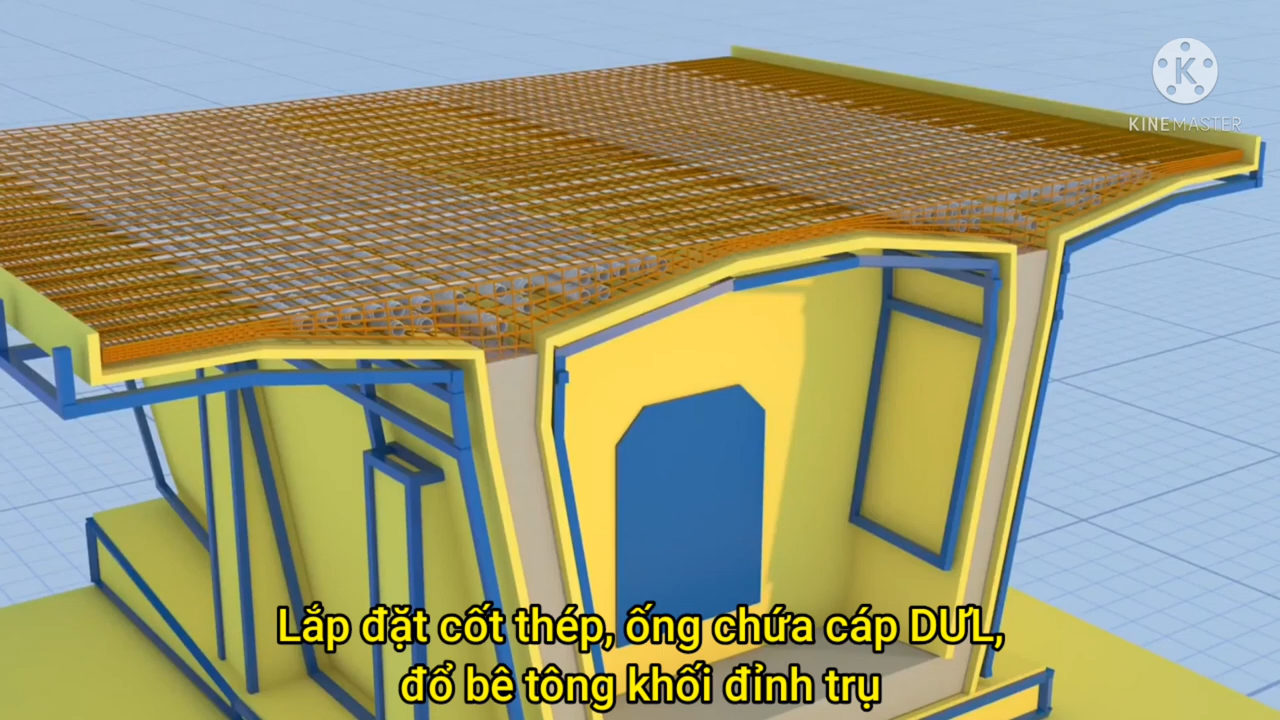 K
KINEMASTER
Lắp đặt cốt thép, ống chứa cáp DƯL,
đổ bê tông khối đỉnh trụ